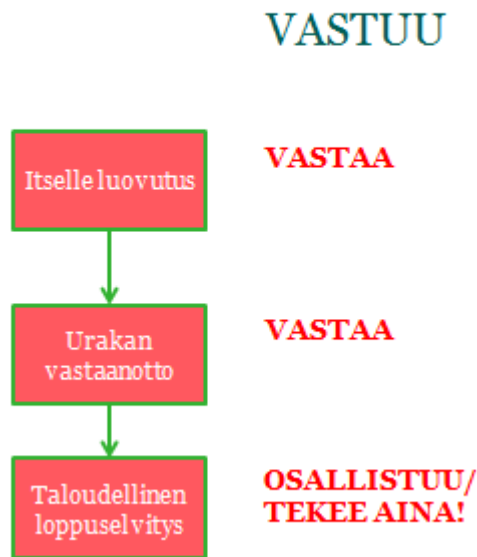 VASTUU
Itselle luovutus
VASTAA
Urakan
vastaanotto
VASTAA
Taloudellinen
loppuselvitys
OSALLISTUU/
TEKEE AINA!